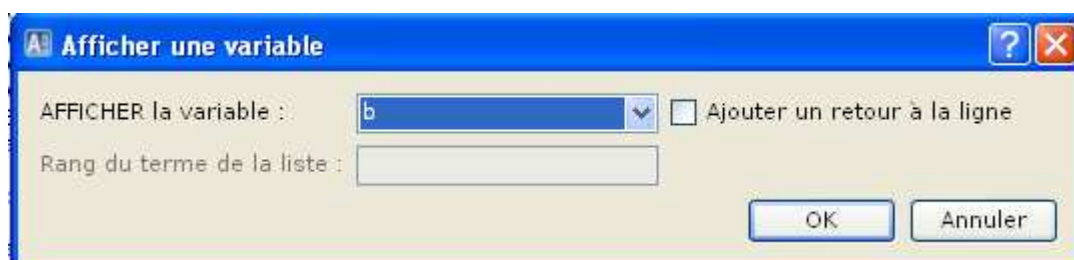 Afficher une variable
AFFICHER la variable : b Ajouter un retour à la ligne
Rang du terme de la liste :
OK Annuler